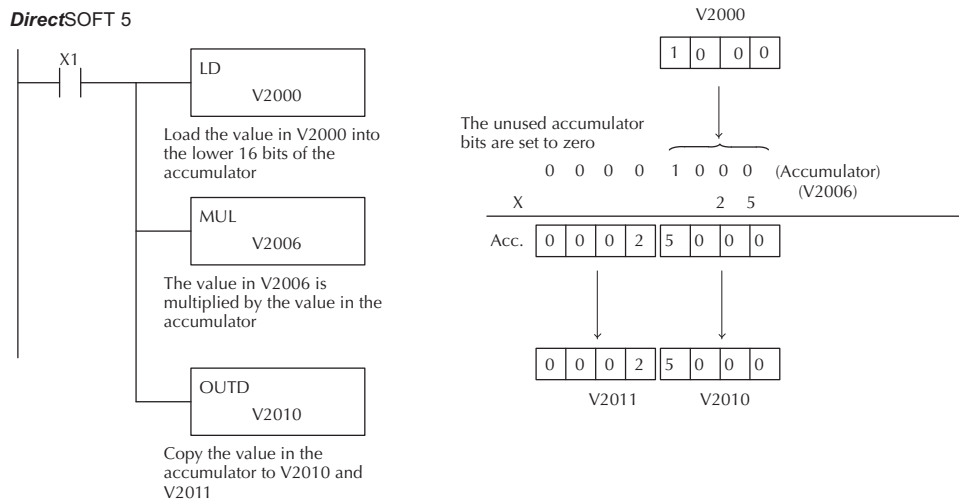 DirectSOFT 5
X1
LD
V2000
Load the value in V2000 into
the lower 16 bits of the
accumulator
MUL
V2006
The value in V2006 is
multiplied by the value in the
accumulator
OUTD
V2010
Copy the value in the
accumulator to V2010 and
V2011
V2000
1 0 0 0
The unused accumulator
bits are set to zero
0 0 0 0 1 0 0 0 (Accumulator)
(V2006)
X 2 5
Acc. 0 0 0 2 5 0 0 0
0 0 0 2 5 0 0 0
V2011 V2010